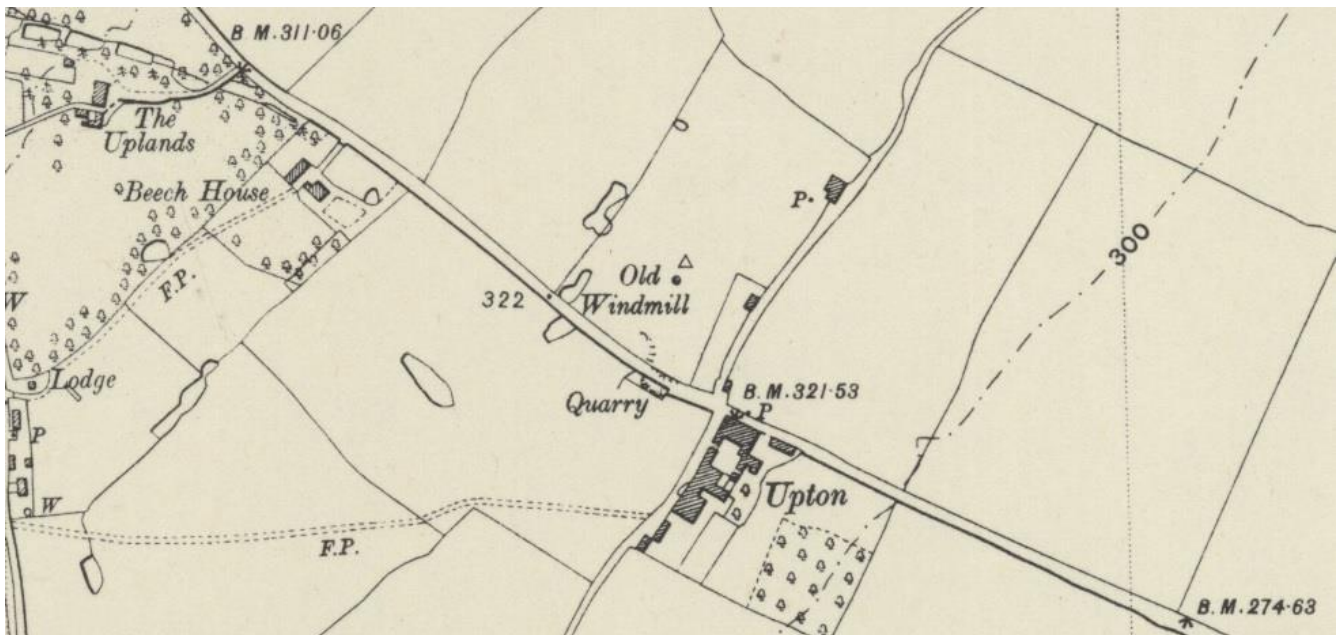 B M.311·06
The
Uplands
Beech House
P.
300
F.P.
Old
Windmill
322
W
Lodge
Quarry
B.M.321·53
P
P
Upton
W
F.P.
B.M.274·63